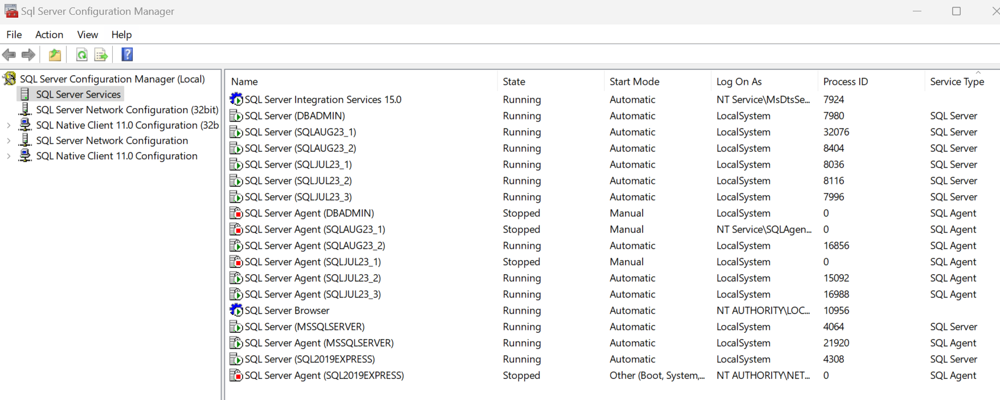 Sql Server Configuration Manager
File Action View Help
SQL Server Configuration Manager (Local)
SQL Server Services
SQL Server Network Configuration (32bit)
SQL Native Client 11.0 Configuration (32b
SQL Server Network Configuration
SQL Native Client 11.0 Configuration
Name State Start Mode Log On As Process ID Service Type
SQL Server Integration Services 15.0 Running Automatic NT Service\MsDtsSe... 7924
SQL Server (DBADMIN) Running Automatic LocalSystem 7980 SQL Server
SQL Server (SQLAUG23_1) Running Automatic LocalSystem 32076 SQL Server
SQL Server (SQLAUG23_2) Running Automatic LocalSystem 8404 SQL Server
SQL Server (SQLJUL23_1) Running Automatic LocalSystem 8036 SQL Server
SQL Server (SQLJUL23_2) Running Automatic LocalSystem 8116 SQL Server
SQL Server (SQLJUL23_3) Running Automatic LocalSystem 7996 SQL Server
SQL Server Agent (DBADMIN) Stopped Manual LocalSystem 0 SQL Agent
SQL Server Agent (SQLAUG23_1) Stopped Manual NT Service\SQLAgen... 0 SQL Agent
SQL Server Agent (SQLAUG23_2) Running Automatic LocalSystem 16856 SQL Agent
SQL Server Agent (SQLJUL23_1) Stopped Manual LocalSystem 0 SQL Agent
SQL Server Agent (SQLJUL23_2) Running Automatic LocalSystem 15092 SQL Agent
SQL Server Agent (SQLJUL23_3) Running Automatic LocalSystem 16988 SQL Agent
SQL Server Browser Running Automatic NT AUTHORITY\LOC... 10956
SQL Server (MSSQLSERVER) Running Automatic LocalSystem 4064 SQL Server
SQL Server Agent (MSSQLSERVER) Running Automatic LocalSystem 21920 SQL Agent
SQL Server (SQL2019EXPRESS) Running Automatic LocalSystem 4308 SQL Server
SQL Server Agent (SQL2019EXPRESS) Stopped Other (Boot, System,... NT AUTHORITY\NET... 0 SQL Agent